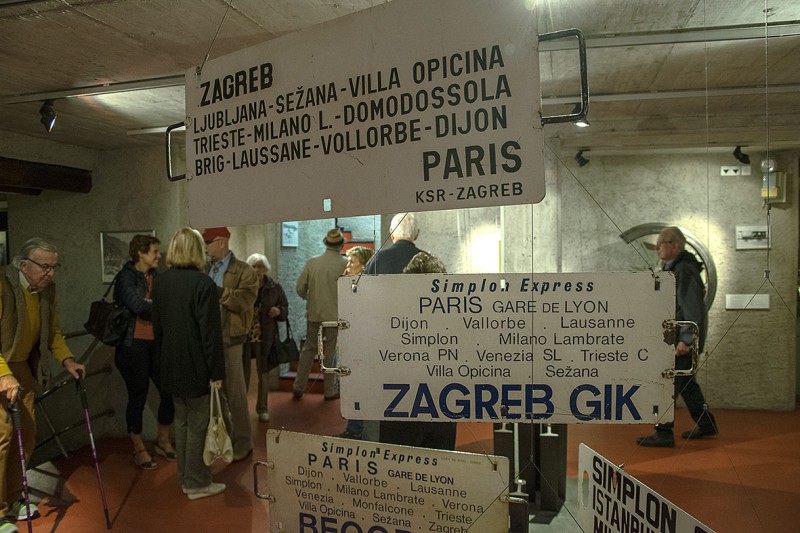 ZAGREB
LJUBLJANA-SEŽANA-VILLA OPICINA
TRIESTE-MILANO L.-DOMODOSSOLA
BRIG-LAUSSANE-VOLLORBE-DIJON
PARIS
KSR-ZAGREB
Simplon Express
PARIS GARE DE LYON
Dijon . Vallorbe . Lausanne
Simplon . Milano Lambrate
Verona PN . Venezia SL . Trieste C
Villa Opicina . Sežana
ZAGREB GIK
Simplon Express
PARIS GARE DE LYON
Dijon . Vallorbe . Lausanne
Simplon . Milano Lambrate . Verona
Venezia . Monfalcone . Trieste
Villa Opicina . Sežana . Zagreb
SIMPLON